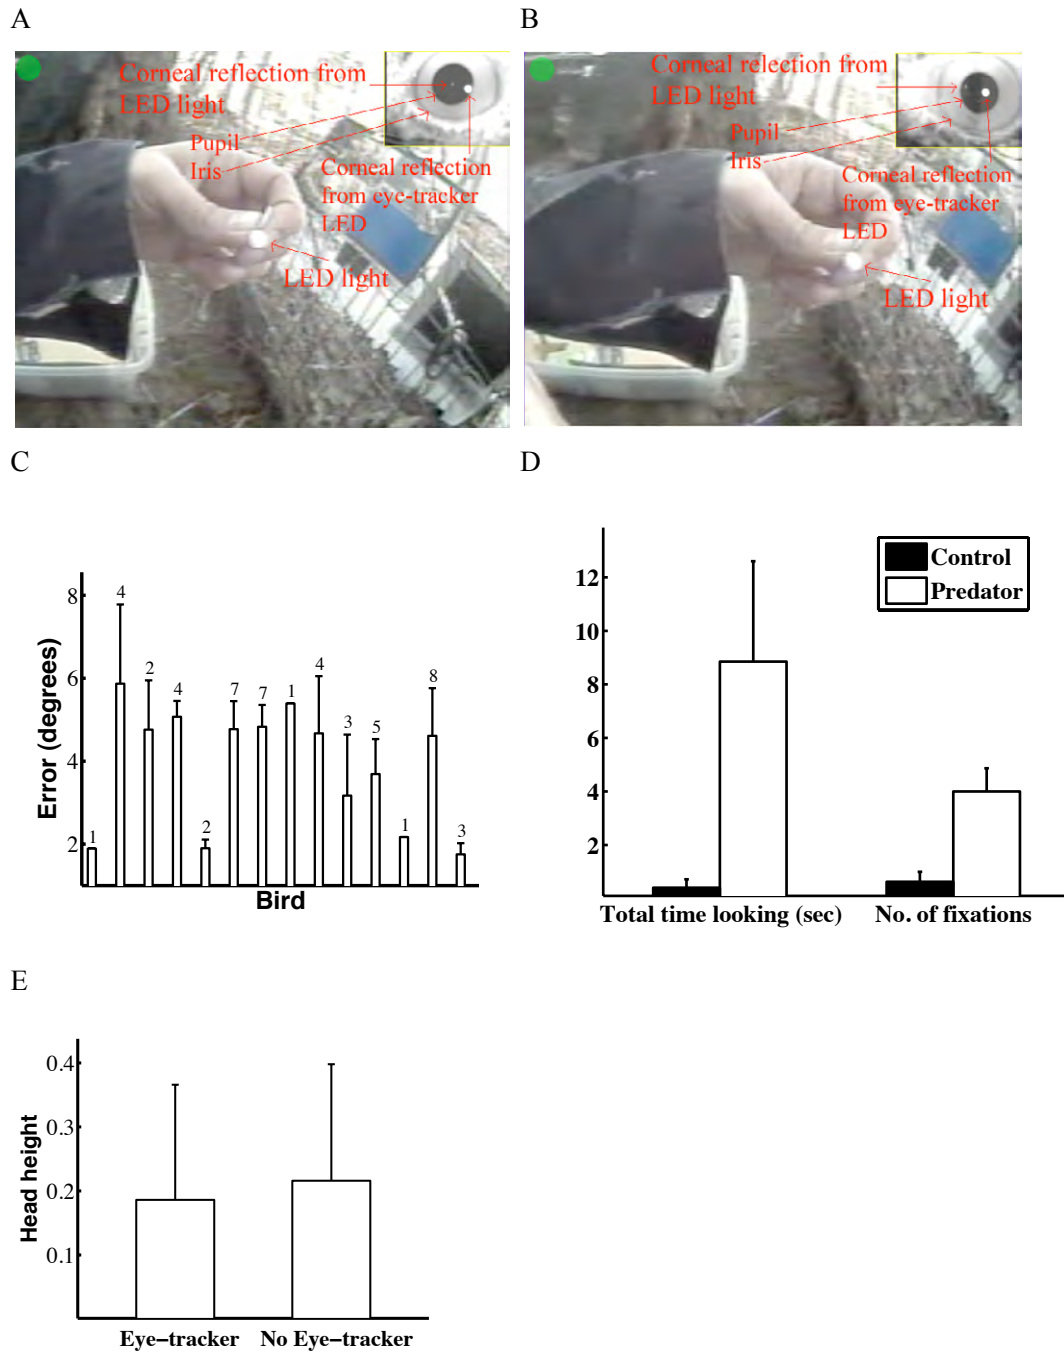 A
B
Corneal reflection from
LED light
Pupil
Iris
Corneal reflection
from eye-tracker
LED
LED light
Corneal relection from
LED light
Pupil
Iris
Corneal reflection
from eye-tracker
LED
LED light
C
D
8
6
4
2
Error (degrees)
1
4
2
4
2
7
7
1
4
3
5
1
8
3
Bird
12
10
8
6
4
2
Control
Predator
Total time looking (sec)
No. of fixations
E
0.4
0.3
0.2
0.1
Head height
Eye-tracker
No Eye-tracker